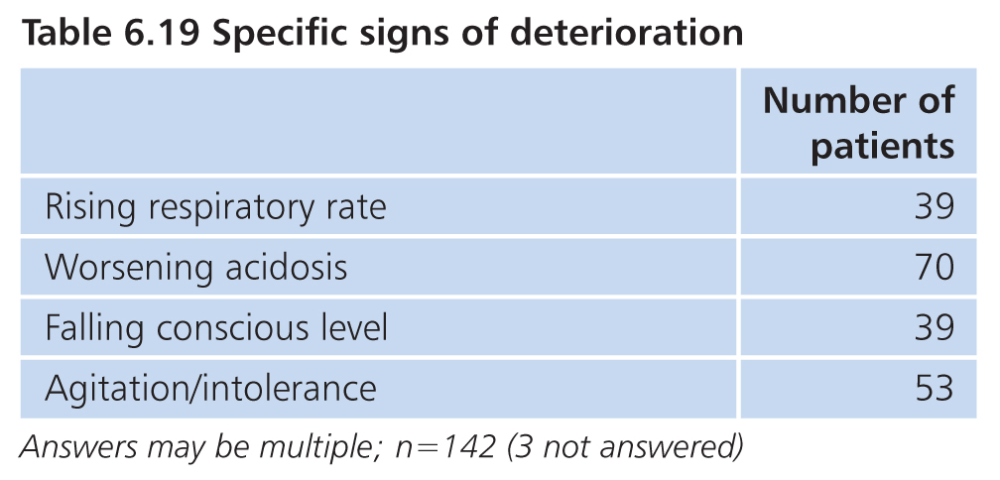 Table 6.19 Specific signs of deterioration
Number of
patients
Rising respiratory rate 39
Worsening acidosis 70
Falling conscious level 39
Agitation/intolerance 53
Answers may be multiple; n=142 (3 not answered)